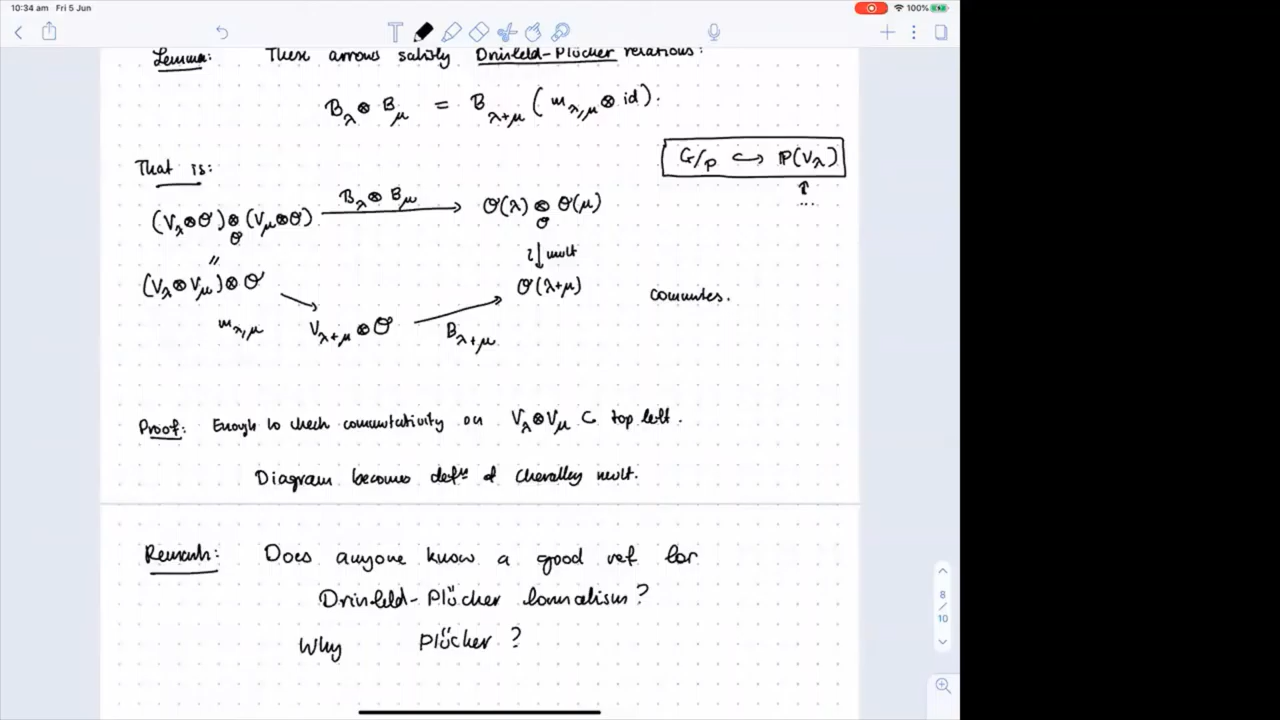 10:34 am Fri 5 Jun
100%
Lemma: These arrows satisfy Drinfeld-Plücker relations:
B_λ ⊗ B_μ = B_{λ+μ} (m_{λ,μ} ⊗ id).
G/P ↪ P(V_λ)
↑
...
That is:
(V_λ⊗O) ⊗_O (V_μ⊗O) —B_λ⊗B_μ→ O(λ) ⊗_O O(μ)
≀↓ mult
(V_λ⊗V_μ)⊗O
O(λ+μ)
commutes.
m_{λ,μ} V_{λ+μ}⊗O B_{λ+μ}
Proof: Enough to check commutativity on V_λ⊗V_μ ⊂ top left.
Diagram becomes defⁿ of Chevalley mult.
Remark: Does anyone know a good ref for
Drinfeld-Plücker formalism?
Why Plücker?
8
/
10